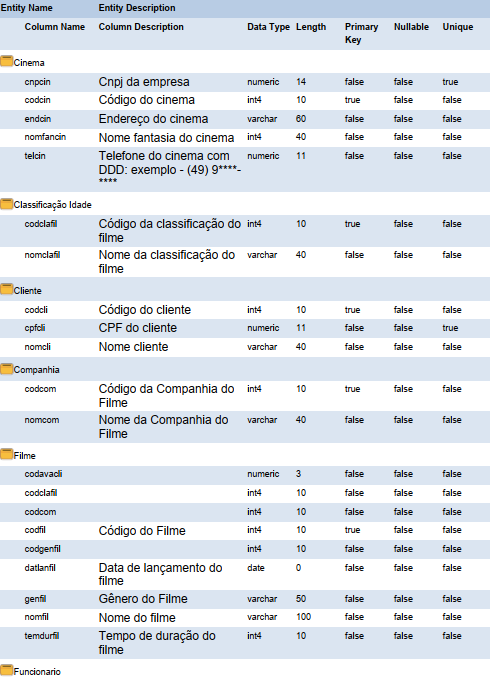 Entity Name Entity Description
Column Name Column Description Data Type Length Primary Nullable Unique
Key
Cinema
cnpcin Cnpj da empresa numeric 14 false false true
codcin Código do cinema int4 10 true false false
endcin Endereço do cinema varchar 60 false false false
nomfancin Nome fantasia do cinema int4 40 false false false
telcin Telefone do cinema com numeric 11 false false false
DDD: exemplo - (49) 9****-
****
Classificação Idade
codclafil Código da classificação do int4 10 true false false
filme
nomclafil Nome da classificação do varchar 40 false false false
filme
Cliente
codcli Código do cliente int4 10 true false false
cpfcli CPF do cliente numeric 11 false false true
nomcli Nome cliente varchar 40 false false false
Companhia
codcom Código da Companhia do int4 10 true false false
Filme
nomcom Nome da Companhia do varchar 40 false false false
Filme
Filme
codavacli numeric 3 false false false
codclafil int4 10 false false false
codcom int4 10 false false false
codfil Código do Filme int4 10 true false false
codgenfil int4 10 false false false
datlanfil Data de lançamento do date 0 false false false
filme
genfil Gênero do Filme varchar 50 false false false
nomfil Nome do filme varchar 100 false false false
temdurfil Tempo de duração do int4 10 false false false
filme
Funcionario